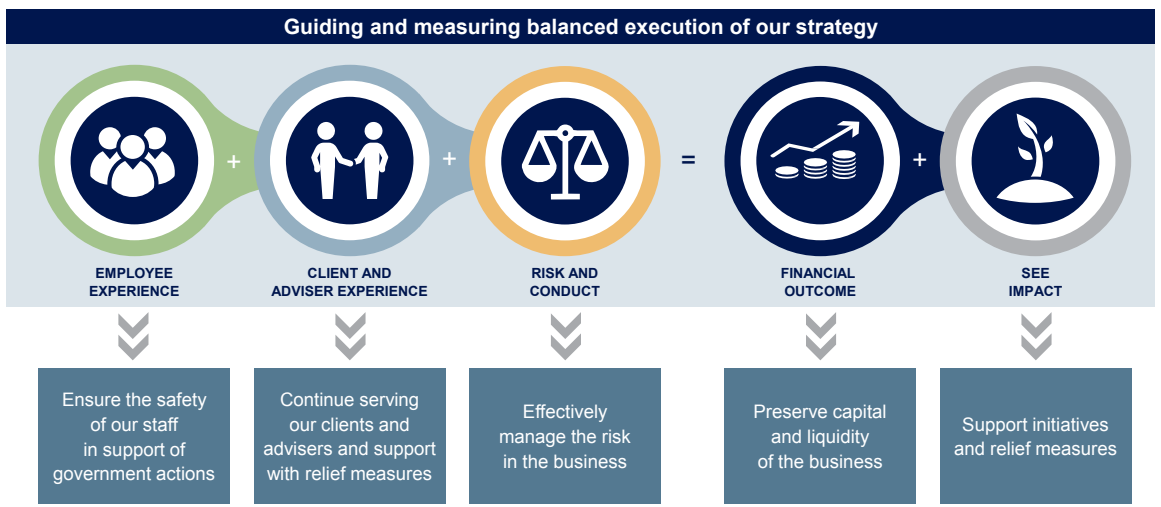 Guiding and measuring balanced execution of our strategy
+
+
=
+
EMPLOYEE
EXPERIENCE
CLIENT AND
ADVISER EXPERIENCE
RISK AND
CONDUCT
FINANCIAL
OUTCOME
SEE
IMPACT
Ensure the safety
of our staff
in support of
government actions
Continue serving
our clients and
advisers and support
with relief measures
Effectively
manage the risk
in the business
Preserve capital
and liquidity
of the business
Support initiatives
and relief measures